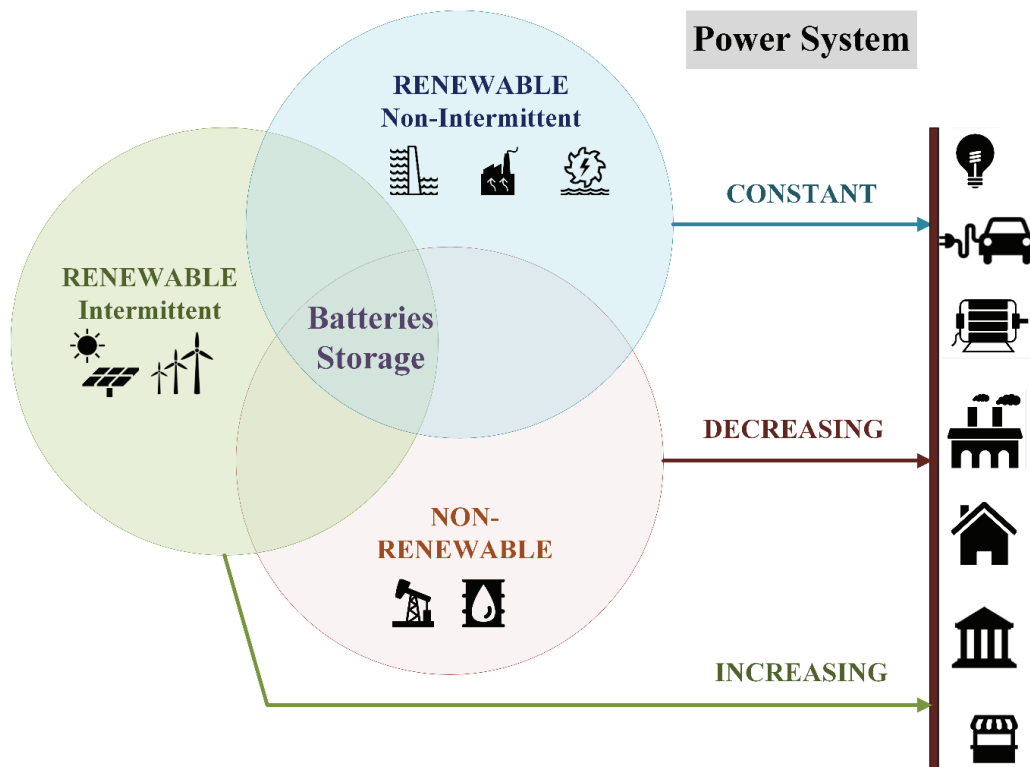 Power System
RENEWABLE
Non-Intermittent
CONSTANT
RENEWABLE
Intermittent
Batteries
Storage
DECREASING
NON-
RENEWABLE
INCREASING